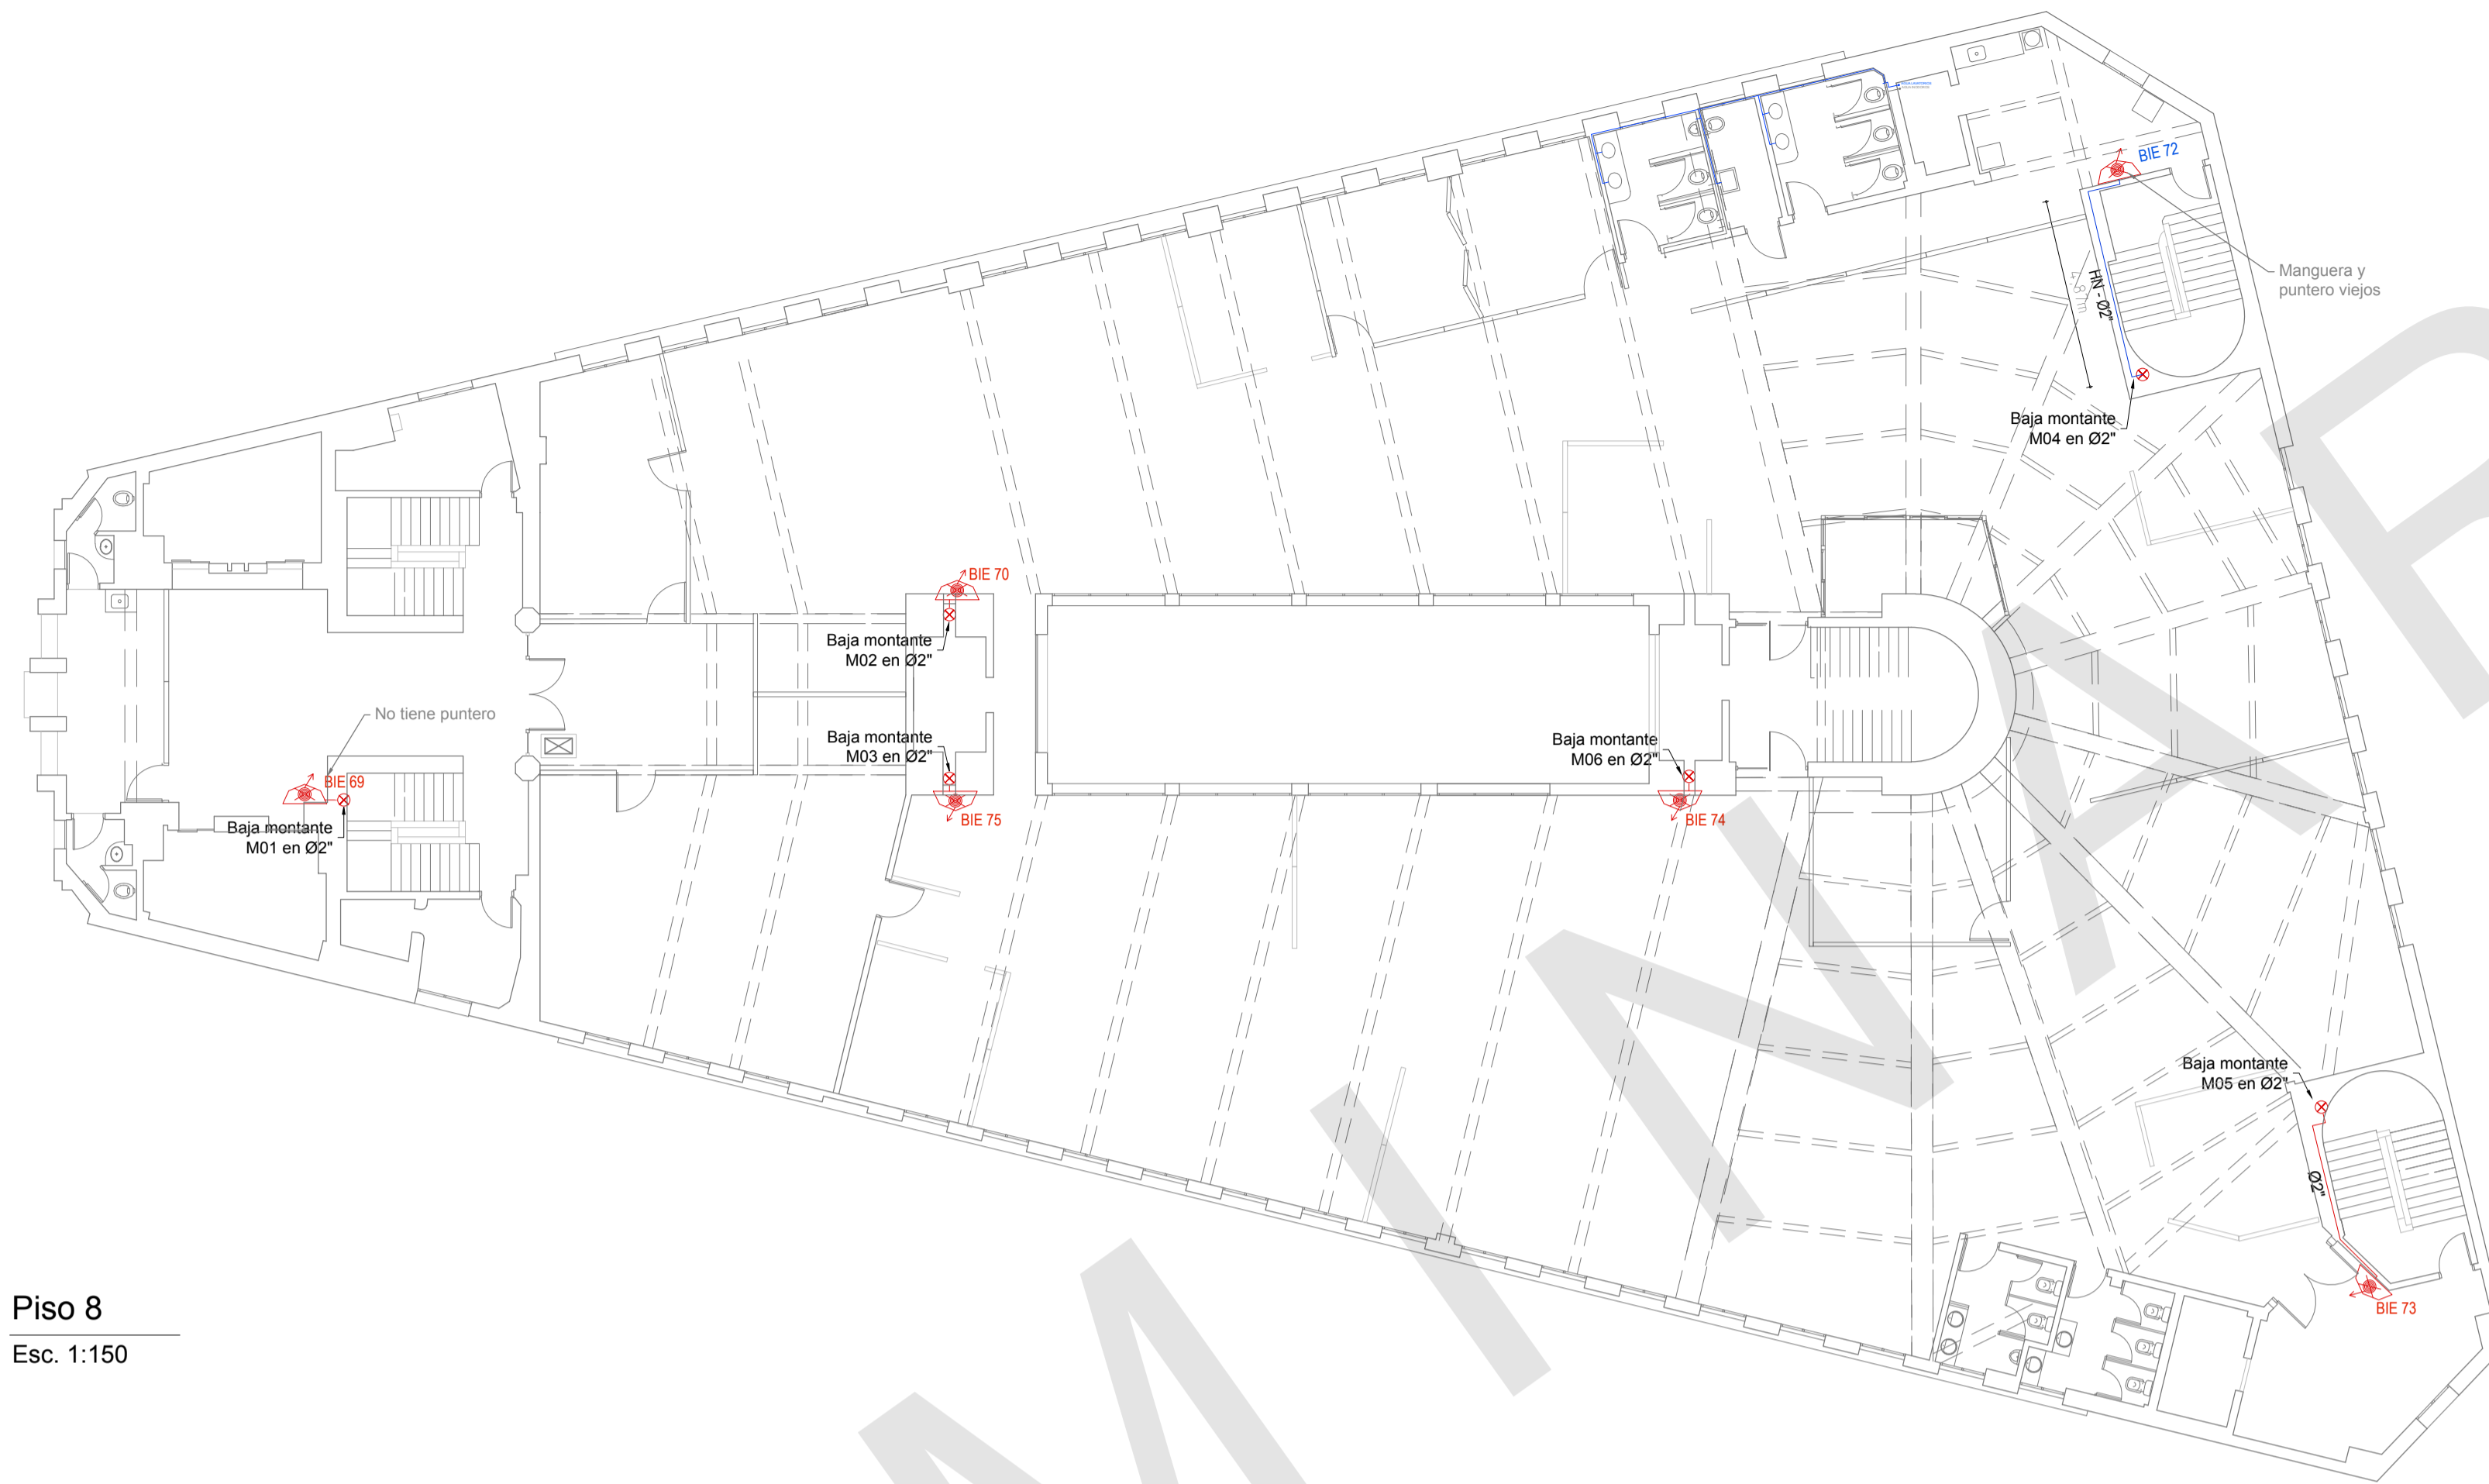 BIE 72
Manguera y
puntero viejos
HN - Ø2"
Baja montante
M04 en Ø2"
BIE 70
Baja montante
M02 en Ø2"
No tiene puntero
BIE 69
Baja montante
M01 en Ø2"
Baja montante
M03 en Ø2"
BIE 75
Baja montante
M06 en Ø2"
BIE 74
Baja montante
M05 en Ø2"
Ø2"
BIE 73
Piso 8
Esc. 1:150